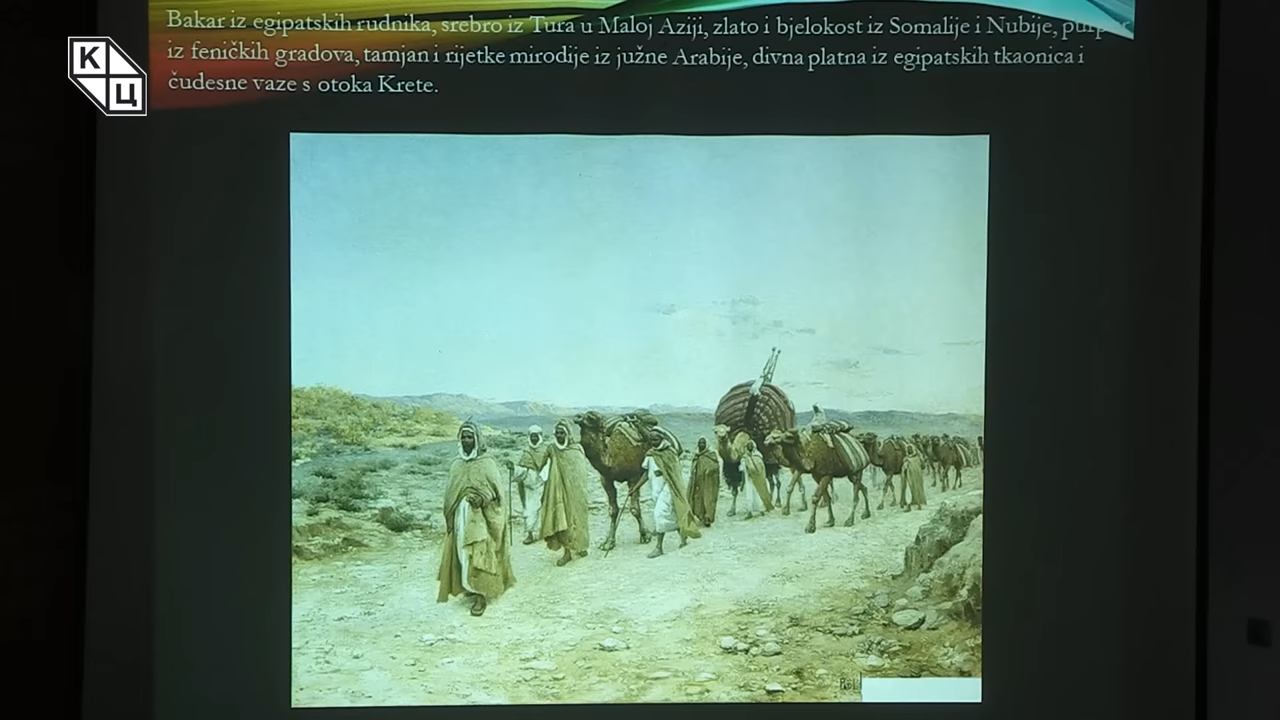 Bakar iz egipatskih rudnika, srebro iz Tura u Maloj Aziji, zlato i bjelokost iz Somalije i Nubije, purpur
iz feničkih gradova, tamjan i rijetke mirodije iz južne Arabije, divna platna iz egipatskih tkaonica i
čudesne vaze s otoka Krete.
К
Ц